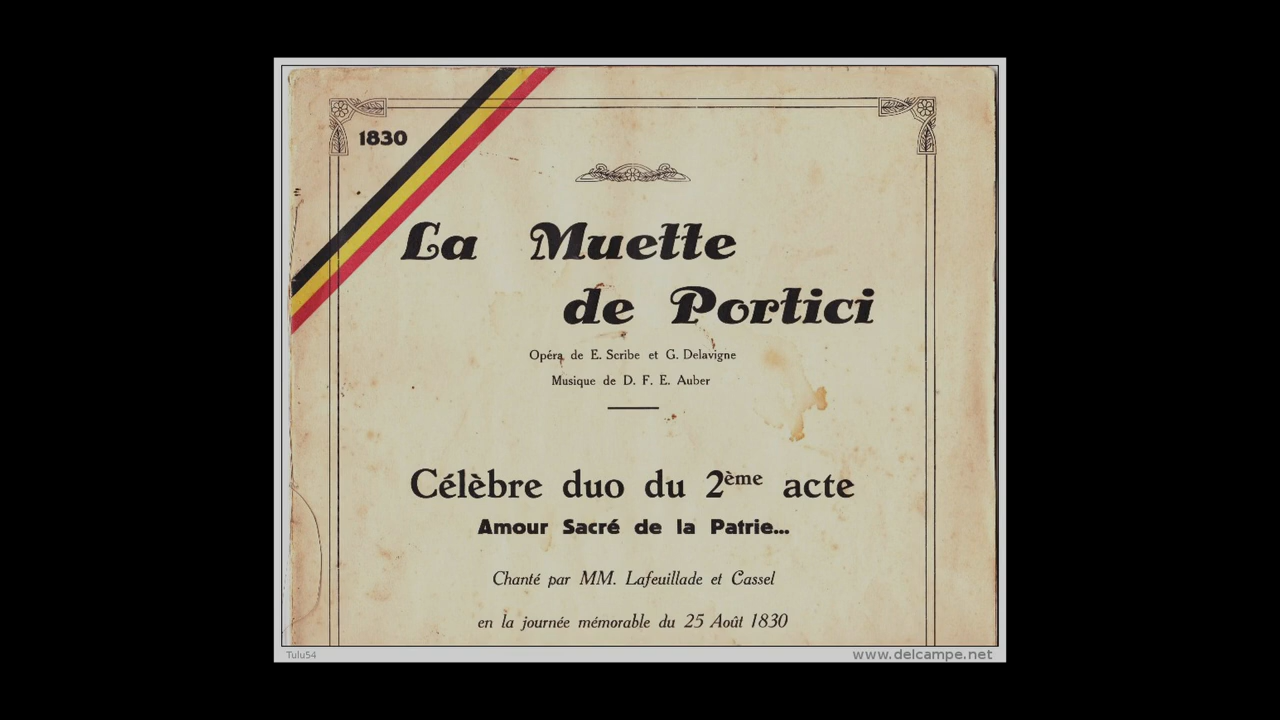 1830
La Muette
de Portici
Opéra de E. Scribe et G. Delavigne
Musique de D. F. E. Auber
Célèbre duo du 2ème acte
Amour Sacré de la Patrie...
Chanté par MM. Lafeuillade et Cassel
en la journée mémorable du 25 Août 1830
Tulu54
www.delcampe.net